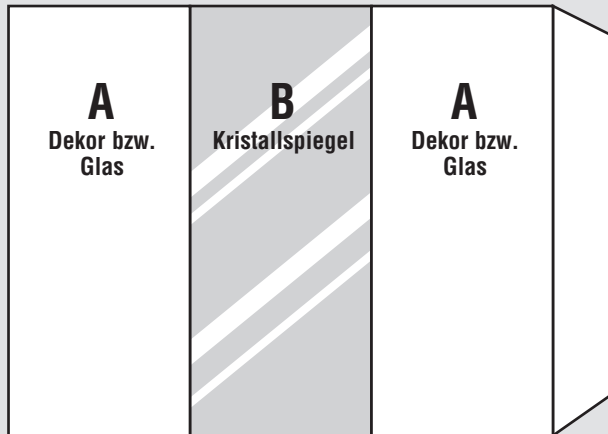 A
Dekor bzw.
Glas
B
Kristallspiegel
A
Dekor bzw.
Glas